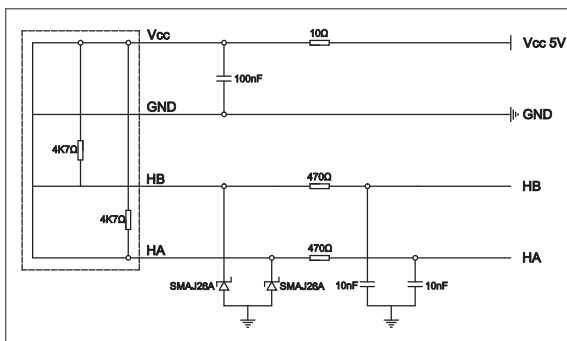 Vcc
10Ω
Vcc 5V
100nF
GND
GND
4K7Ω
HB
470Ω
HB
4K7Ω
HA
470Ω
HA
SMAJ26A
SMAJ26A
10nF
10nF